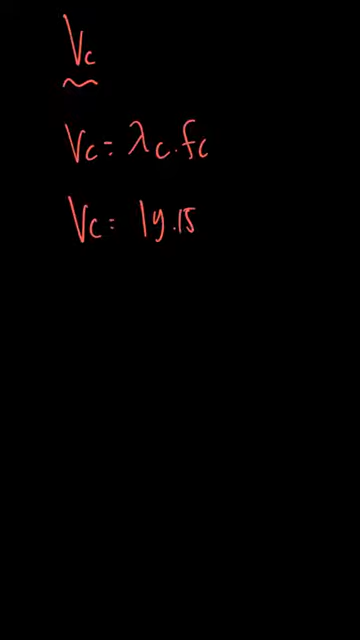 Vc
Vc = λc.fc
Vc = 1y.15